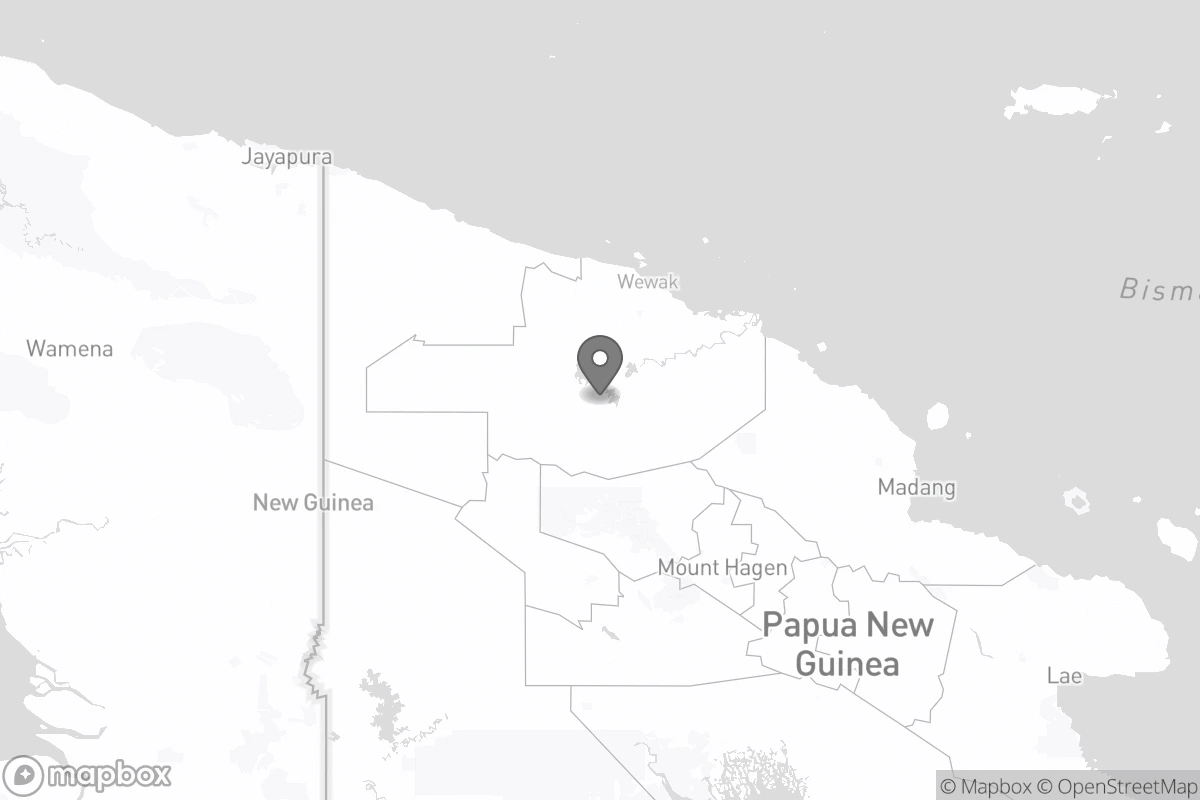 Jayapura
Wewak
Bisma
Wamena
Madang
New Guinea
Mount Hagen
Papua New
Guinea
Lae
mapbox
© Mapbox © OpenStreetMap